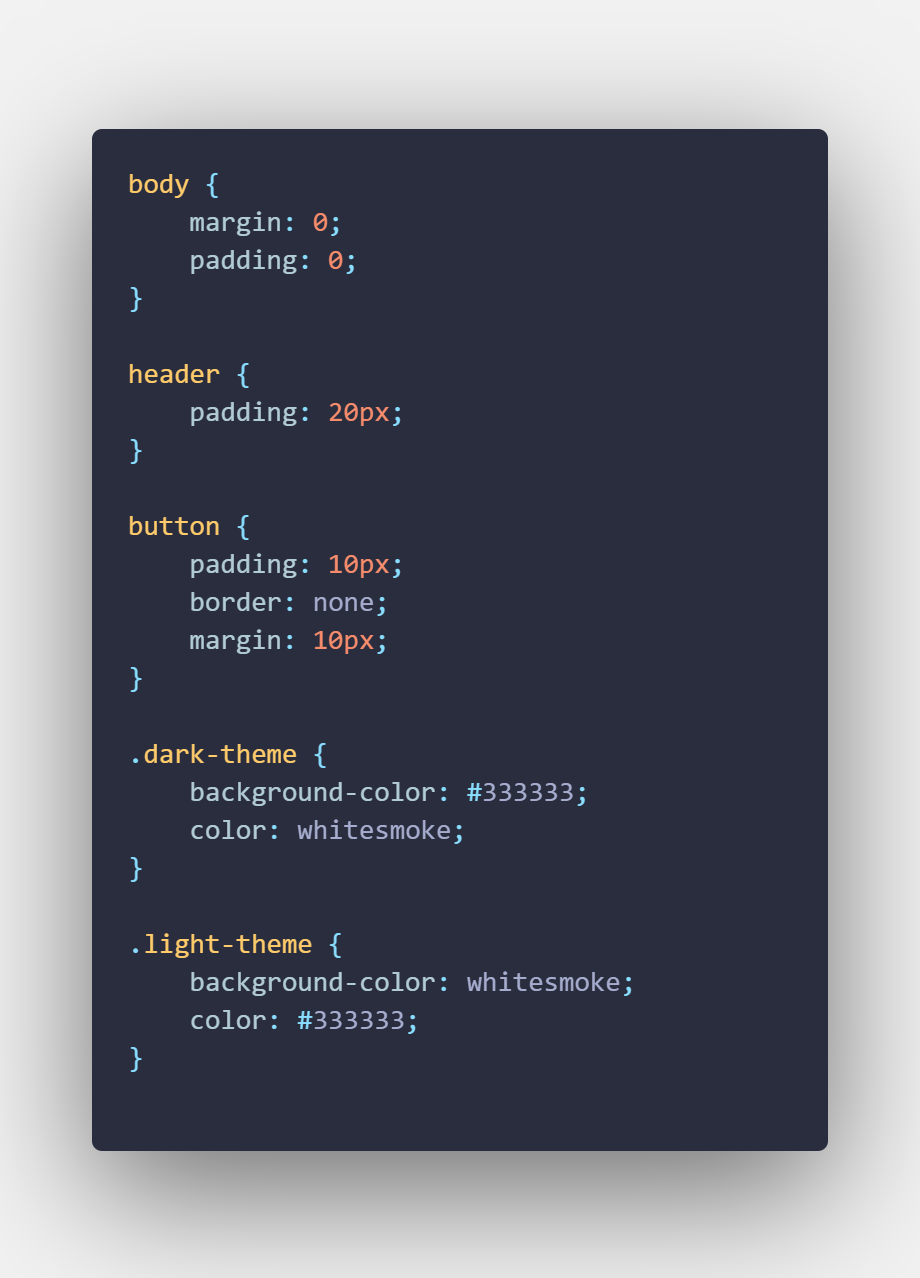 body {
    margin: 0;
    padding: 0;
}

header {
    padding: 20px;
}

button {
    padding: 10px;
    border: none;
    margin: 10px;
}

.dark-theme {
    background-color: #333333;
    color: whitesmoke;
}

.light-theme {
    background-color: whitesmoke;
    color: #333333;
}